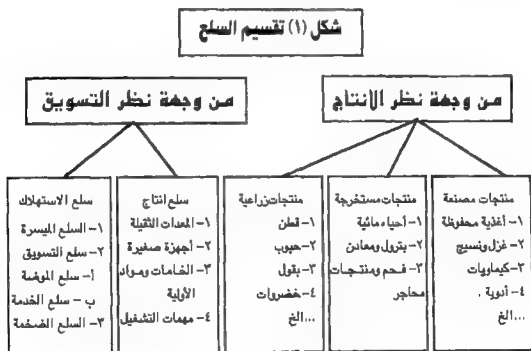 شكل (١) تقسيم السلع
من وجهة نظر الانتاج
من وجهة نظر التسويق
منتجات مصنعة
١- أغذية محفوظة
٢- غزل ونسيج
٣- كيماويات
٤- أدوية .
...الخ
منتجات مستخرجة
١- أحياء مائية
٢- بترول ومعادن
٣- فحم ومنتجات
محاجر
منتجات زراعية
١- قطن
٢- حبوب
٣- بقول
٤- خضروات
...الخ
سلع انتاج
١- المعدات الثقيلة
٢- أجهزة صغيرة
٣- الخامات ومواد
الأولية
٤- مهمات التشغيل
سلع الاستهلاك
١- السلع الميسرة
٢- سلع التسويق
أ- سلع الموضة
ب - سلع الخدمة
٣- السلع الضخمة